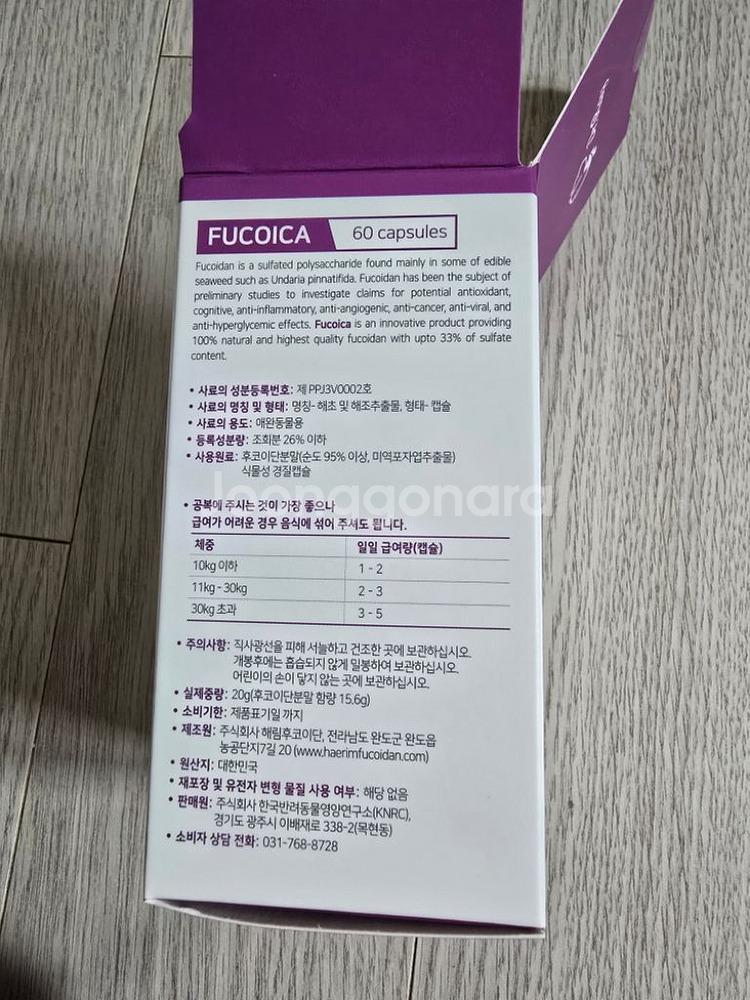 FUCOICA
60 capsules
Fucoidan is a sulfated polysaccharide found mainly in some of edible
seaweed such as Undaria pinnatifida. Fucoidan has been the subject of
preliminary studies to investigate claims for potential antioxidant,
cognitive, anti-inflammatory, anti-angiogenic, anti-cancer, anti-viral, and
anti-hyperglycemic effects. Fucoica is an innovative product providing
100% natural and highest quality fucoidan with upto 33% of sulfate
content.
• 사료의 성분등록번호: 제 PPJ3V0002호
• 사료의 명칭 및 형태: 명칭- 해초 및 해조추출물, 형태- 캡슐
• 사료의 용도: 애완동물용
• 등록성분량: 조회분 26% 이하
• 사용원료: 후코이단분말(순도 95% 이상, 미역포자엽추출물)
식물성 경질캡슐
joonggonara
• 공복에 주시는 것이 가장 좋으나
급여가 어려운 경우 음식에 섞어 주셔도 됩니다.
체중 일일 급여량(캡슐)
10kg 이하 1 - 2
11kg - 30kg 2 - 3
30kg 초과 3 - 5
• 주의사항: 직사광선을 피해 서늘하고 건조한 곳에 보관하십시오.
개봉후에는 흡습되지 않게 밀봉하여 보관하십시오.
어린이의 손이 닿지 않는 곳에 보관하십시오.
• 실제중량: 20g(후코이단분말 함량 15.6g)
• 소비기한: 제품표기일 까지
• 제조원: 주식회사 해림후코이단, 전라남도 완도군 완도읍
농공단지7길 20 (www.haerimfucoidan.com)
• 원산지: 대한민국
• 재포장 및 유전자 변형 물질 사용 여부: 해당 없음
• 판매원: 주식회사 한국반려동물영양연구소(KNRC),
경기도 광주시 이배재로 338-2(목현동)
• 소비자 상담 전화: 031-768-8728